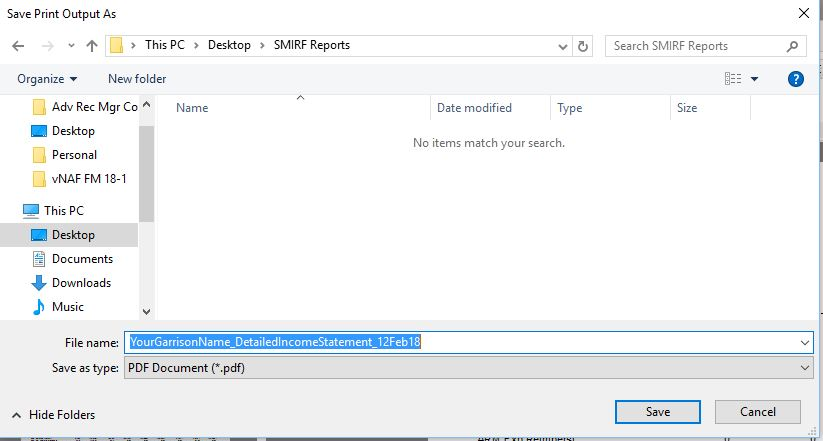 Save Print Output As
This PC > Desktop > SMIRF Reports
Search SMIRF Reports
Organize
New folder
?
Adv Rec Mgr Co
Desktop
Personal
vNAF FM 18-1
This PC
Desktop
Documents
Downloads
Music
Name
Date modified
Type
Size
No items match your search.
File name:
YourGarrisonName_DetailedIncomeStatement_12Feb18
Save as type:
PDF Document (*.pdf)
Hide Folders
Save
Cancel